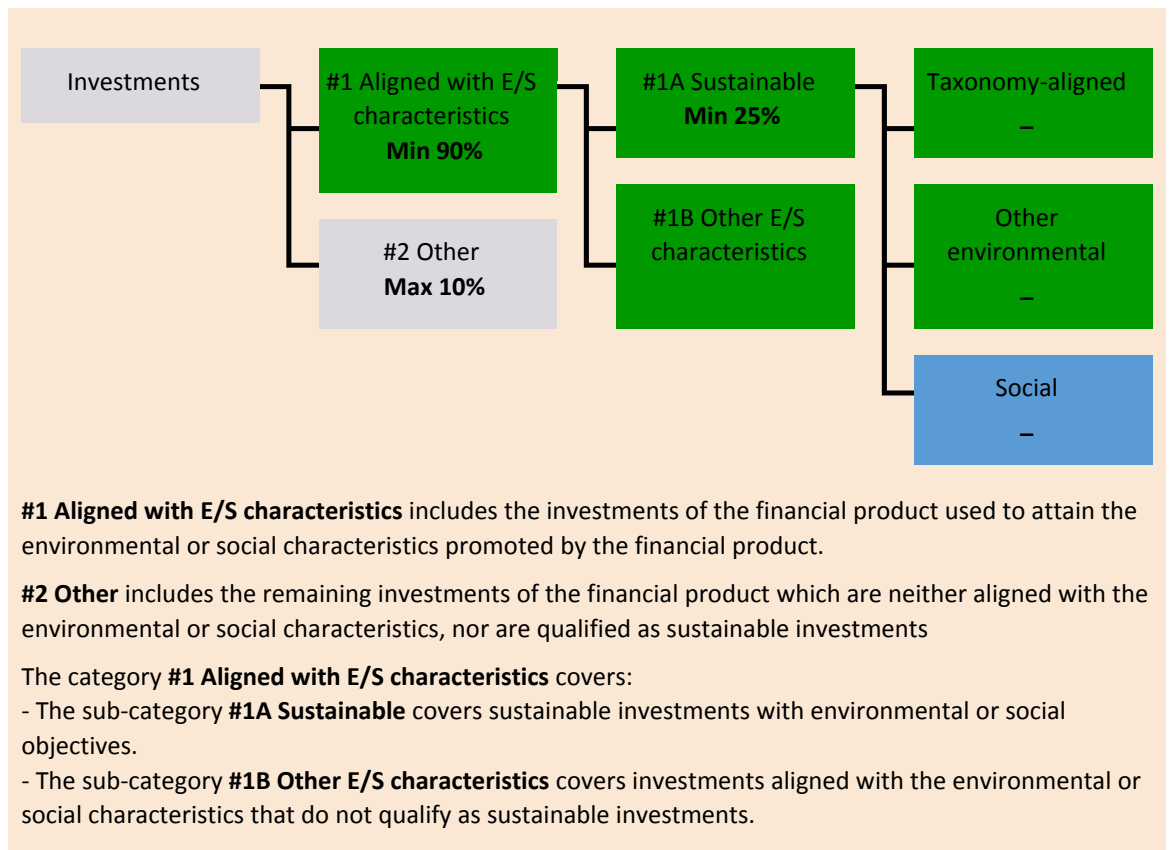 Investments
#1 Aligned with E/S
characteristics
Min 90%
#2 Other
Max 10%
#1A Sustainable
Min 25%
#1B Other E/S
characteristics
Taxonomy-aligned
–
Other
environmental
–
Social
–
#1 Aligned with E/S characteristics includes the investments of the financial product used to attain the
environmental or social characteristics promoted by the financial product.
#2 Other includes the remaining investments of the financial product which are neither aligned with the
environmental or social characteristics, nor are qualified as sustainable investments
The category #1 Aligned with E/S characteristics covers:
- The sub-category #1A Sustainable covers sustainable investments with environmental or social
objectives.
- The sub-category #1B Other E/S characteristics covers investments aligned with the environmental or
social characteristics that do not qualify as sustainable investments.